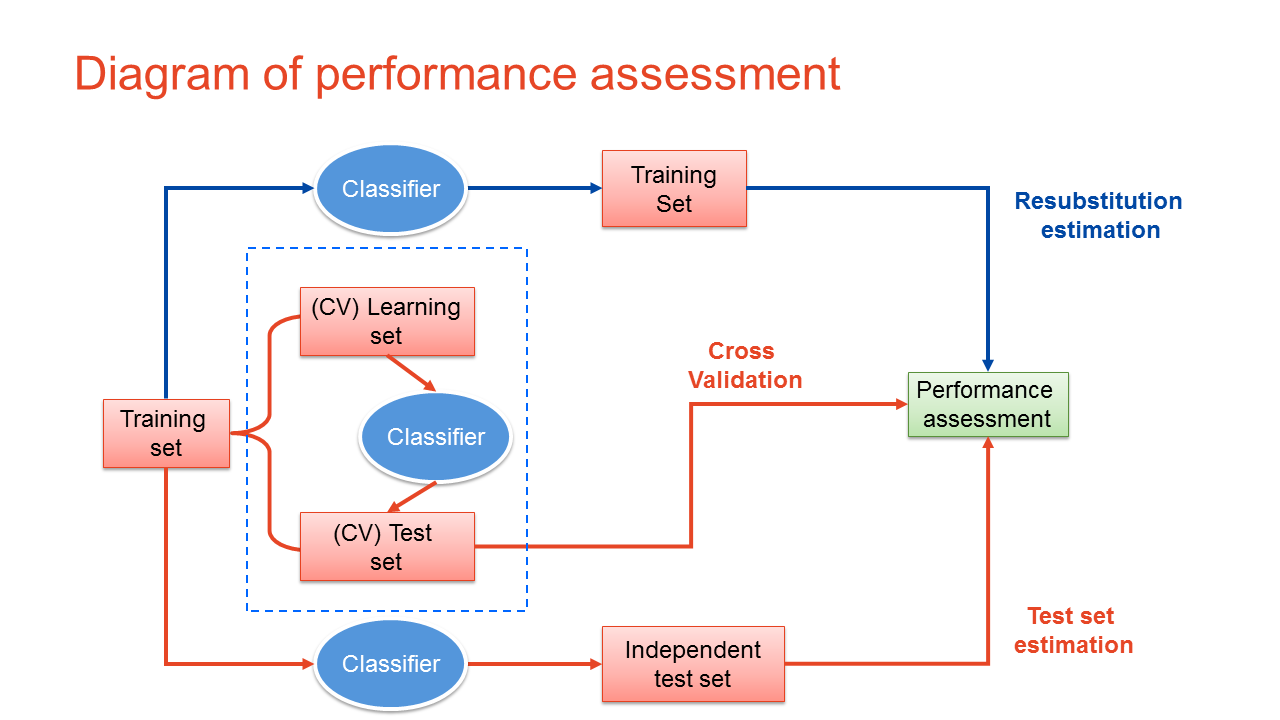 Diagram of performance assessment
Classifier
Training
Set
Resubstitution
estimation
(CV) Learning
set
Cross
Validation
Training
set
Classifier
Performance
assessment
(CV) Test
set
Classifier
Independent
test set
Test set
estimation